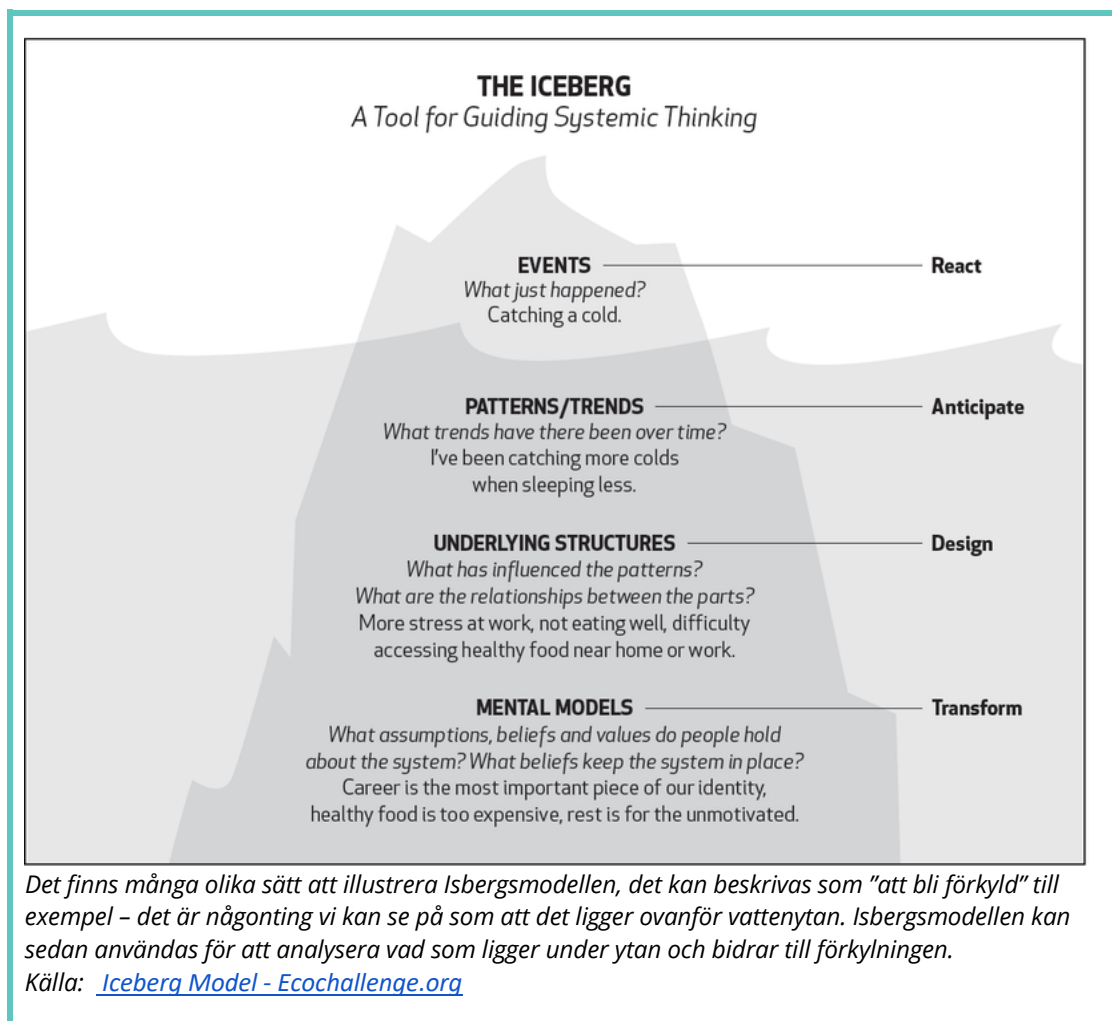 THE ICEBERG
A Tool for Guiding Systemic Thinking
EVENTS
React
What just happened?
Catching a cold.
PATTERNS/TRENDS
Anticipate
What trends have there been over time?
I've been catching more colds
when sleeping less.
UNDERLYING STRUCTURES
Design
What has influenced the patterns?
What are the relationships between the parts?
More stress at work, not eating well, difficulty
accessing healthy food near home or work.
MENTAL MODELS
Transform
What assumptions, beliefs and values do people hold
about the system? What beliefs keep the system in place?
Career is the most important piece of our identity,
healthy food is too expensive, rest is for the unmotivated.
Det finns många olika sätt att illustrera Isbergsmodellen, det kan beskrivas som ”att bli förkyld” till
exempel – det är någonting vi kan se på som att det ligger ovanför vattenytan. Isbergsmodellen kan
sedan användas för att analysera vad som ligger under ytan och bidrar till förkylningen.
Källa: Iceberg Model - Ecochallenge.org